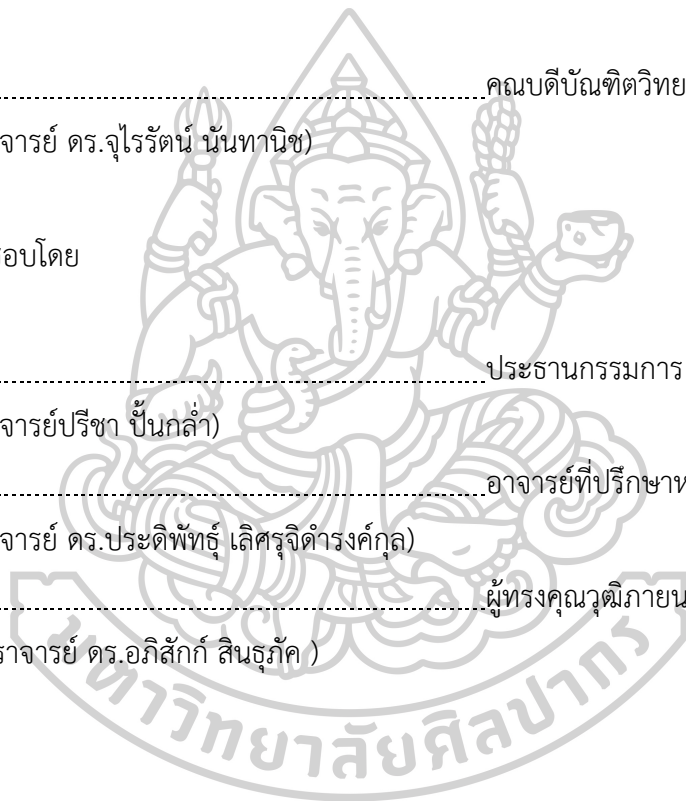 คณบดีบัณฑิตวิทย
จารย์ ดร.จุไรรัตน์ นันทานิช)
อบโดย
ประธานกรรมการ
จารย์ปรีชา ปั้นกล่ำ)
อาจารย์ที่ปรึกษาห
จารย์ ดร.ประดิพัทธุ์ เลิศรุจิดำรงค์กุล)
ผู้ทรงคุณวุฒิภายน
ราจารย์ ดร.อภิสักก์ สินธุภัค )
มหาวิทยาลัยศิลปากร